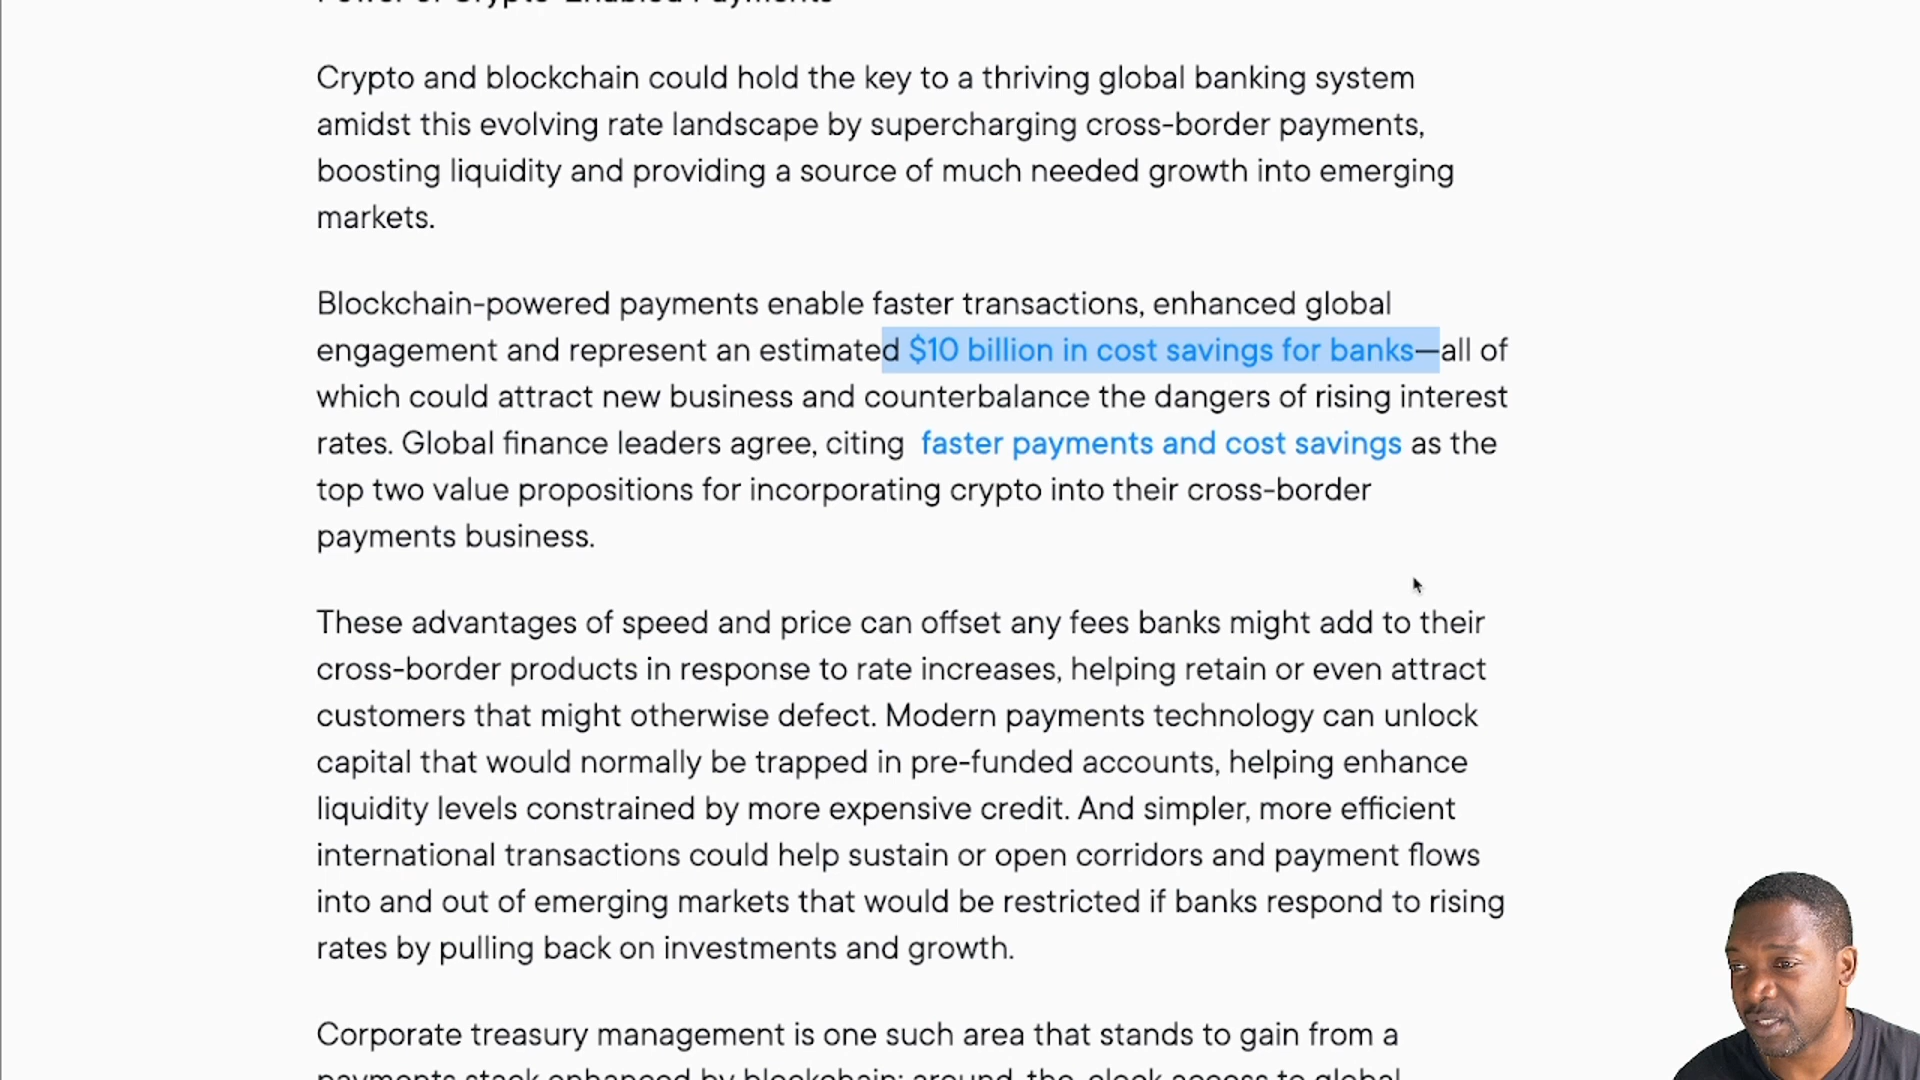 Power of Crypto-Enabled Payments
Crypto and blockchain could hold the key to a thriving global banking system
amidst this evolving rate landscape by supercharging cross-border payments,
boosting liquidity and providing a source of much needed growth into emerging
markets.
Blockchain-powered payments enable faster transactions, enhanced global
engagement and represent an estimated $10 billion in cost savings for banks—all of
which could attract new business and counterbalance the dangers of rising interest
rates. Global finance leaders agree, citing faster payments and cost savings as the
top two value propositions for incorporating crypto into their cross-border
payments business.
These advantages of speed and price can offset any fees banks might add to their
cross-border products in response to rate increases, helping retain or even attract
customers that might otherwise defect. Modern payments technology can unlock
capital that would normally be trapped in pre-funded accounts, helping enhance
liquidity levels constrained by more expensive credit. And simpler, more efficient
international transactions could help sustain or open corridors and payment flows
into and out of emerging markets that would be restricted if banks respond to rising
rates by pulling back on investments and growth.
Corporate treasury management is one such area that stands to gain from a
payments stack enhanced by blockchain: around-the-clock access to global